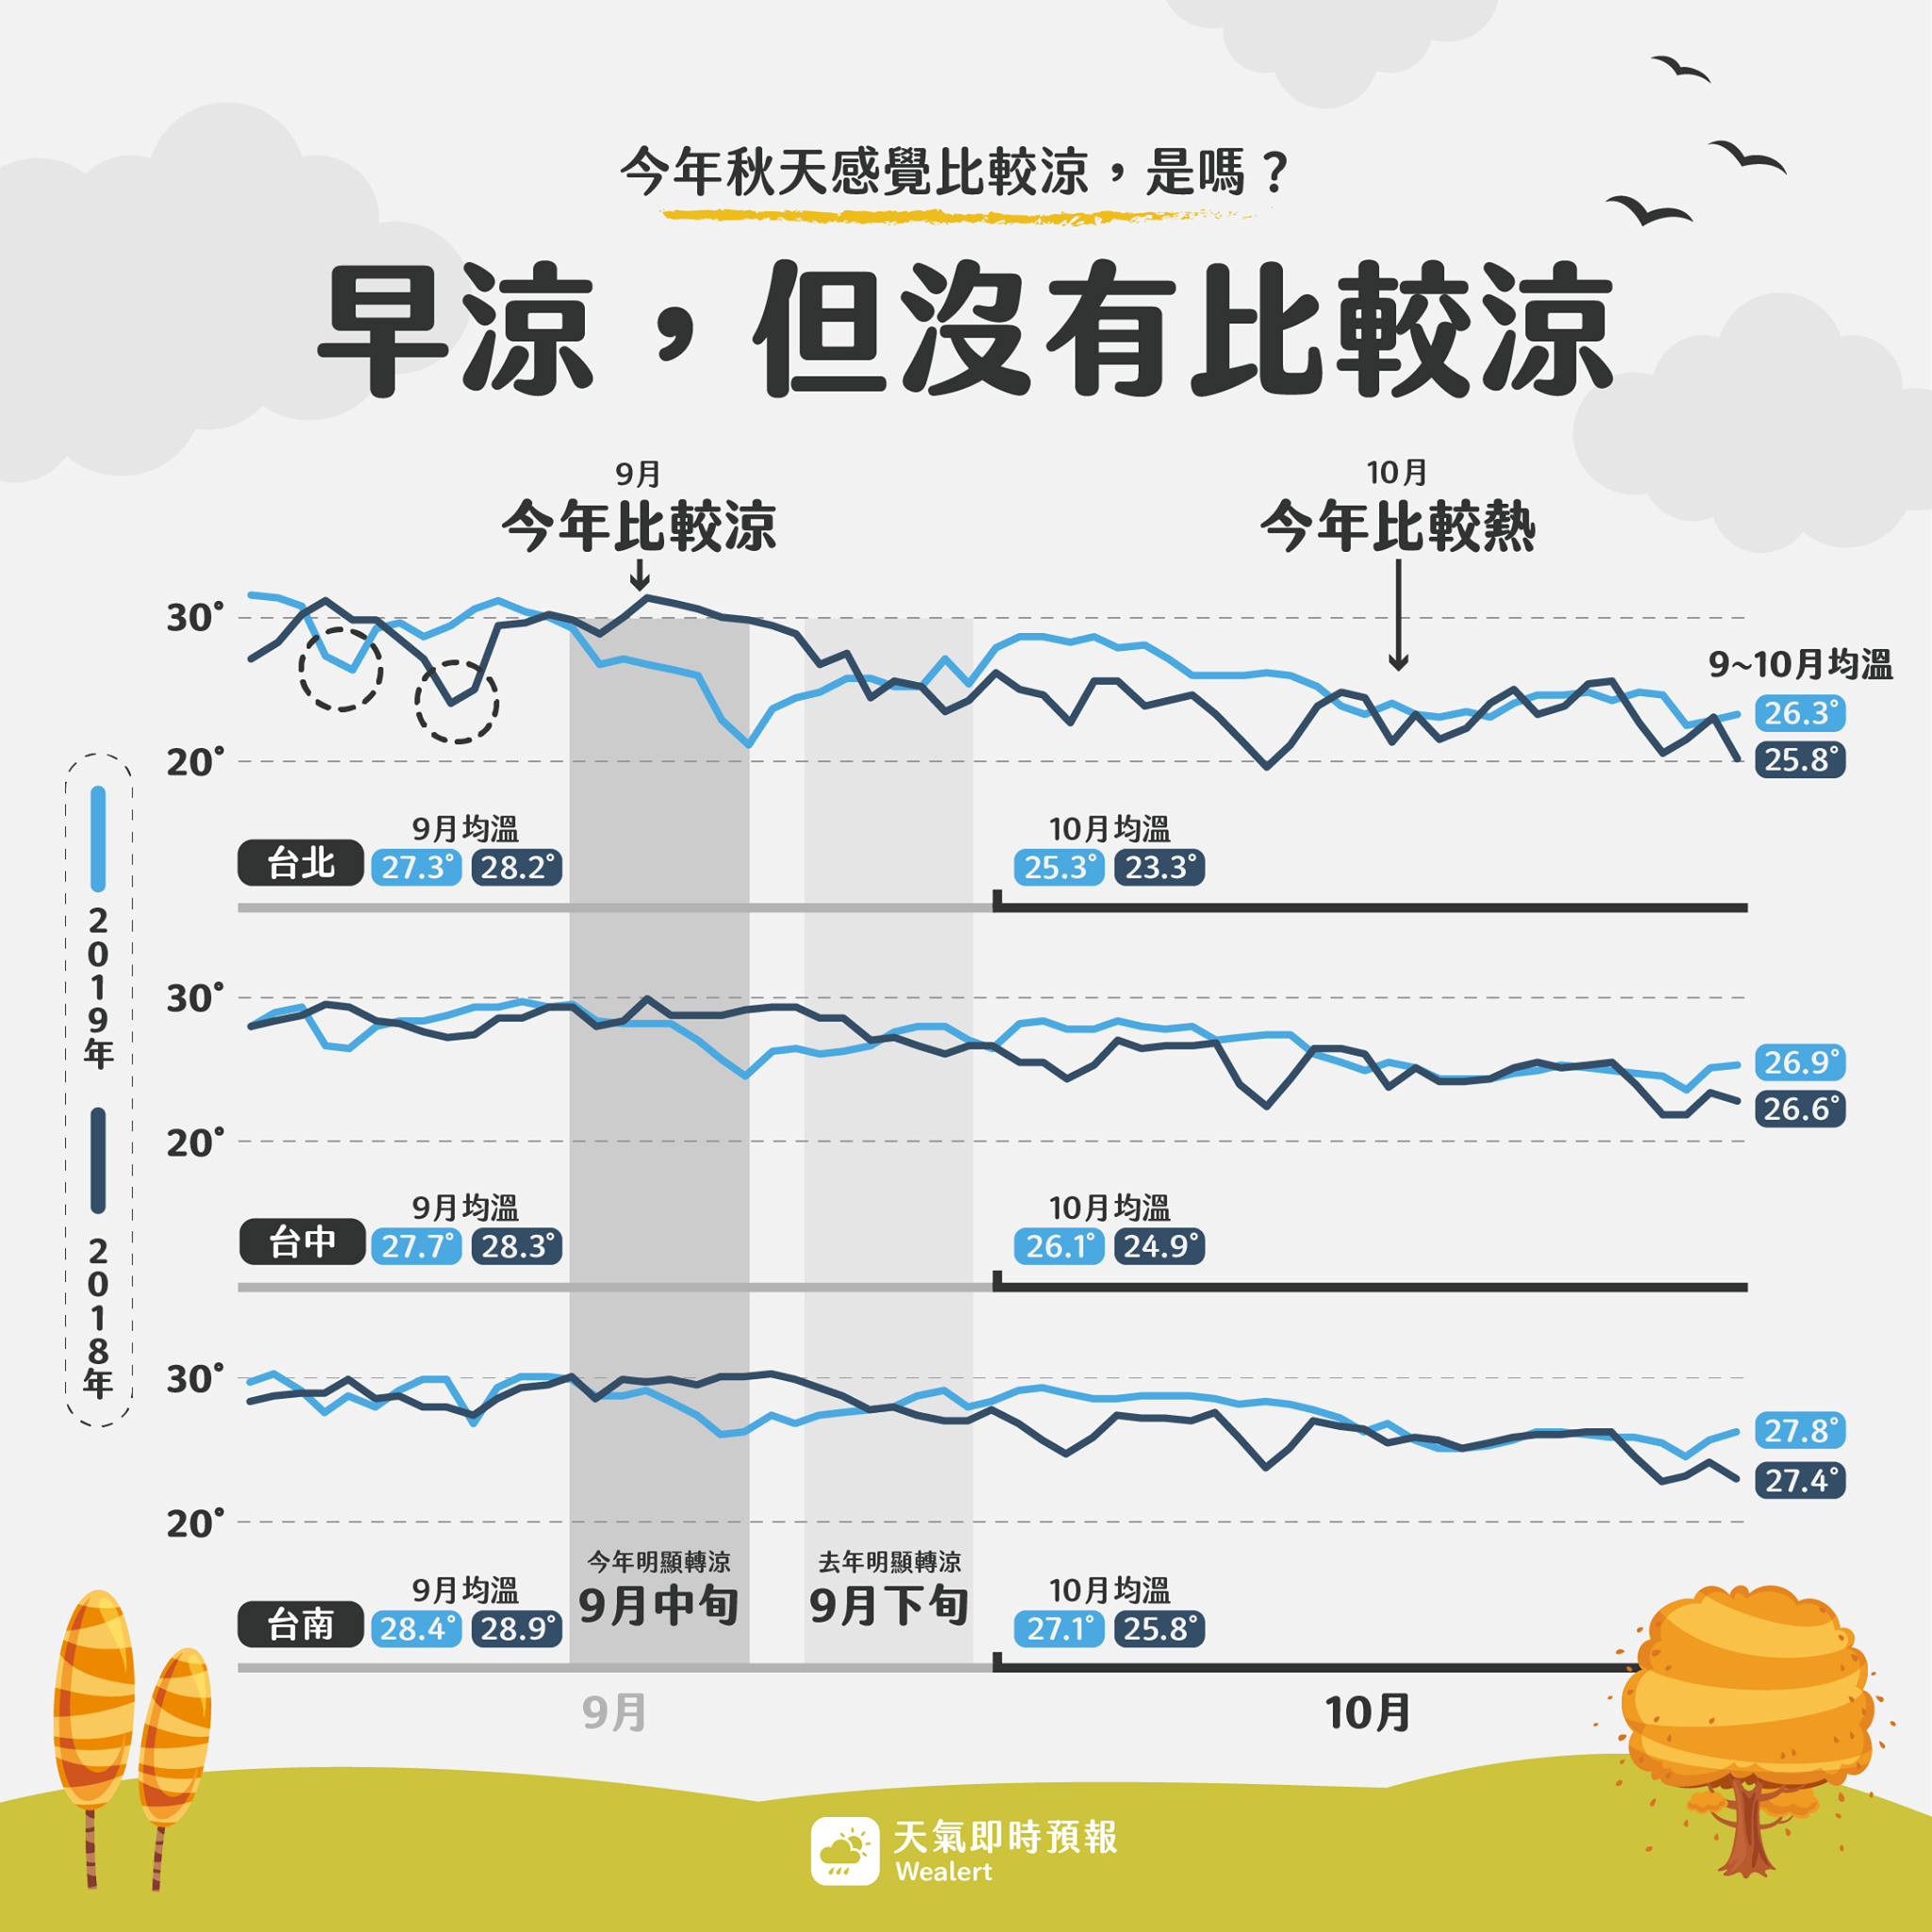 今年秋天感覺比較涼，是嗎？
早涼，但沒有比較涼
9月
今年比較涼
10月
今年比較熱
30°
20°
9~10月均溫
26.3°
25.8°
台北
9月均溫
27.3° 28.2°
10月均溫
25.3° 23.3°
2019年
2018年
30°
20°
26.9°
26.6°
台中
9月均溫
27.7° 28.3°
10月均溫
26.1° 24.9°
30°
20°
27.8°
27.4°
台南
9月均溫
28.4° 28.9°
今年明顯轉涼
9月中旬
去年明顯轉涼
9月下旬
10月均溫
27.1° 25.8°
9月
10月
天氣即時預報
Wealert